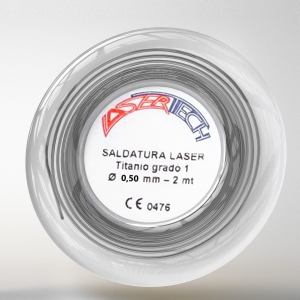 LASERTECH
SALDATURA LASER
Titanio grado 1
Ø 0,50 mm – 2 mt
CE 0476